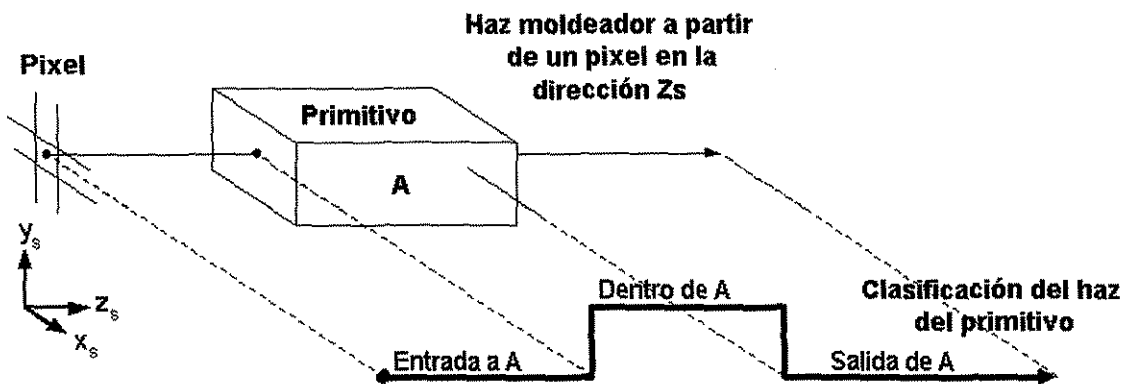 Haz moldeador a partir
de un pixel en la
dirección Zs
Pixel
Primitivo
A
ys
zs
xs
Dentro de A
Clasificación del haz
del primitivo
Entrada a A
Salida de A